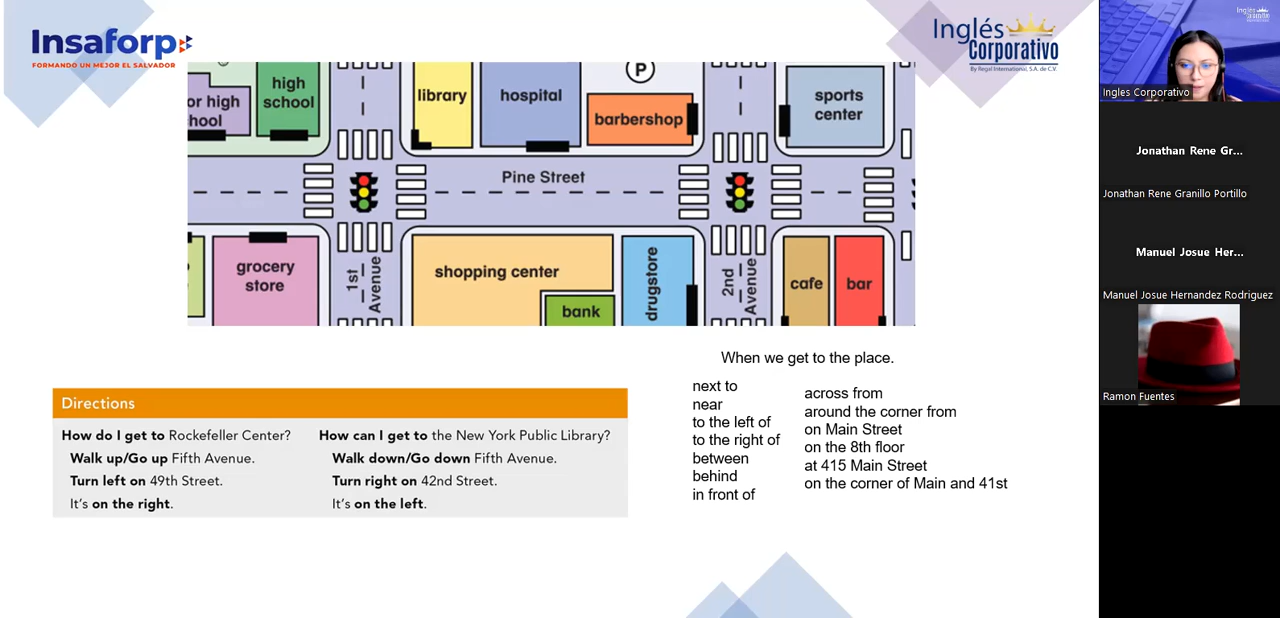 Insaforp
FORMANDO UN MEJOR EL SALVADOR
Inglés
Corporativo
By Regal International, S.A. de C.V.
or high
hool
high
school
library
hospital
P
barbershop
sports
center
Pine Street
grocery
store
1st
Avenue
shopping center
bank
drugstore
2nd
Avenue
cafe
bar
When we get to the place.
next to
near
to the left of
to the right of
between
behind
in front of
across from
around the corner from
on Main Street
on the 8th floor
at 415 Main Street
on the corner of Main and 41st
Directions
How do I get to Rockefeller Center?
Walk up/Go up Fifth Avenue.
Turn left on 49th Street.
It's on the right.
How can I get to the New York Public Library?
Walk down/Go down Fifth Avenue.
Turn right on 42nd Street.
It's on the left.
Ingles Corporativo
Jonathan Rene Gr...
Jonathan Rene Granillo Portillo
Manuel Josue Her...
Manuel Josue Hernandez Rodriguez
Ramon Fuentes